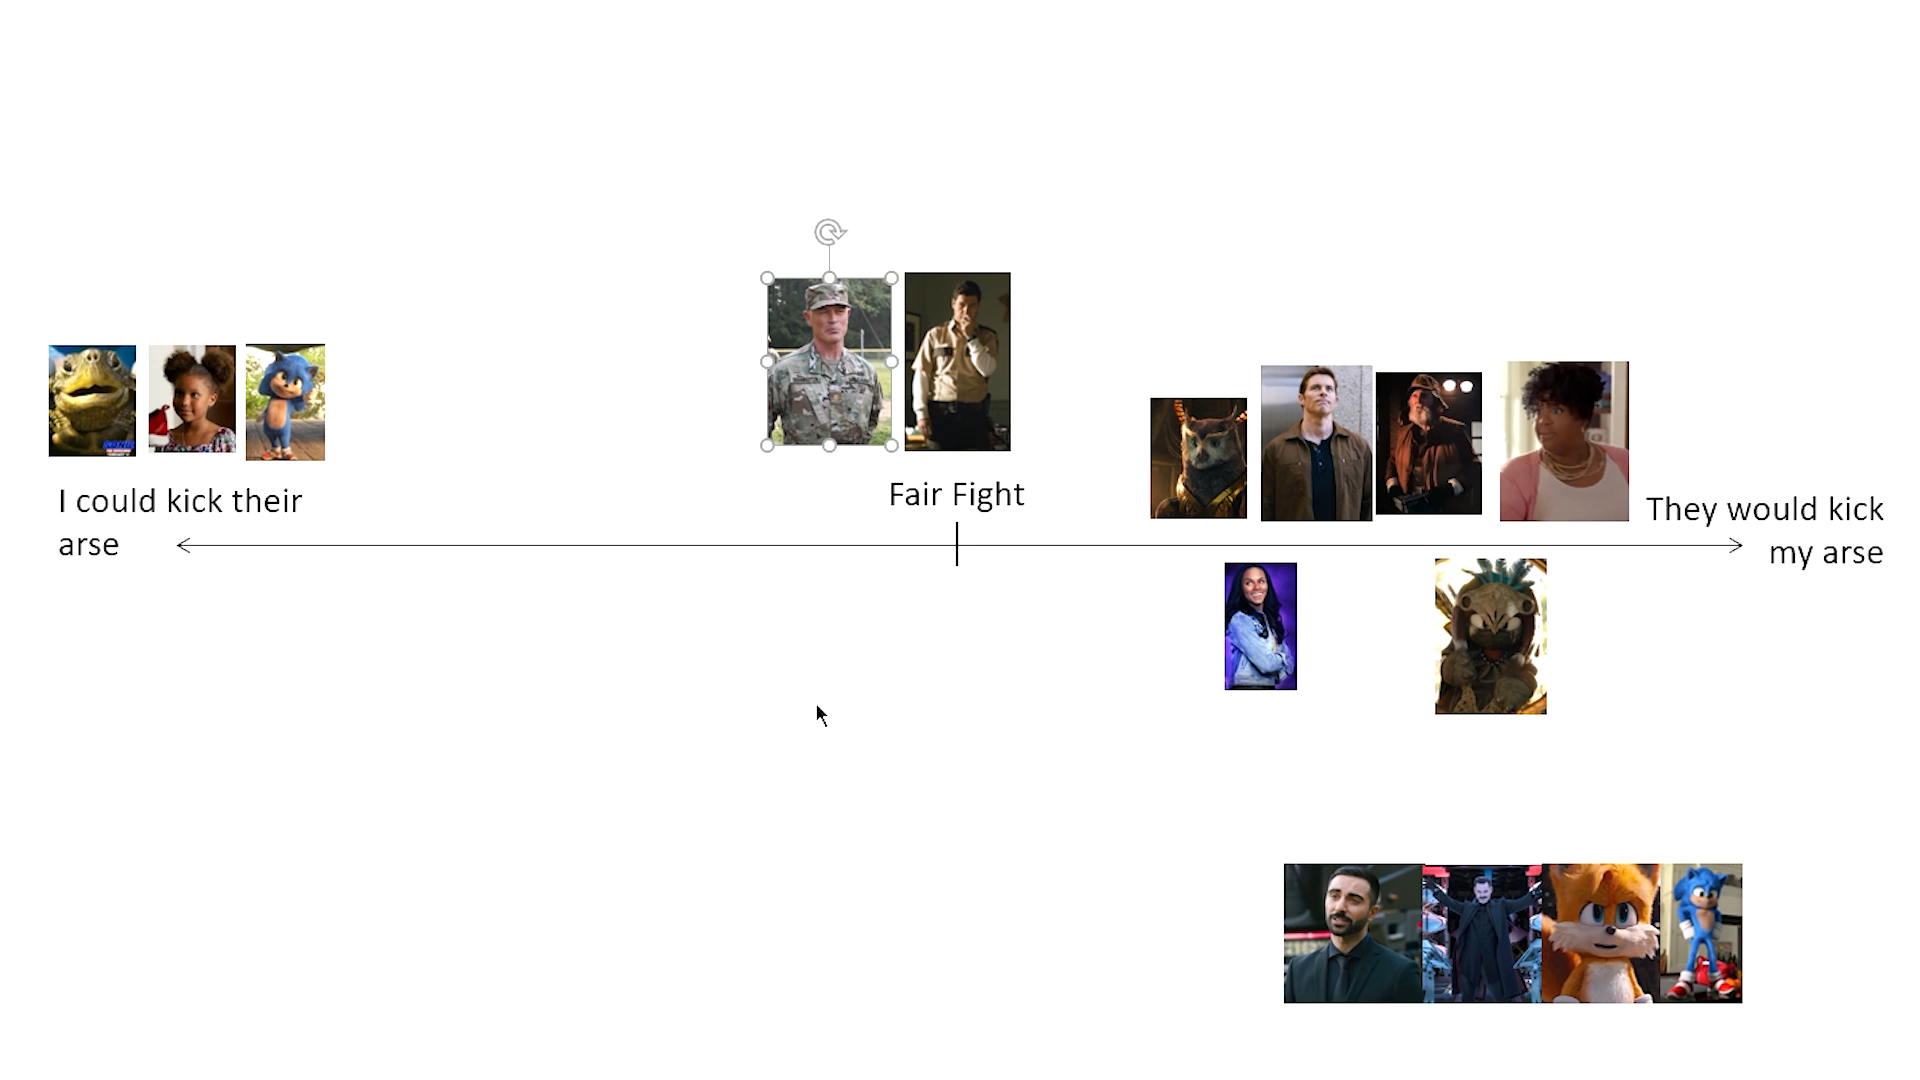 I could kick their
arse
Fair Fight
They would kick
my arse